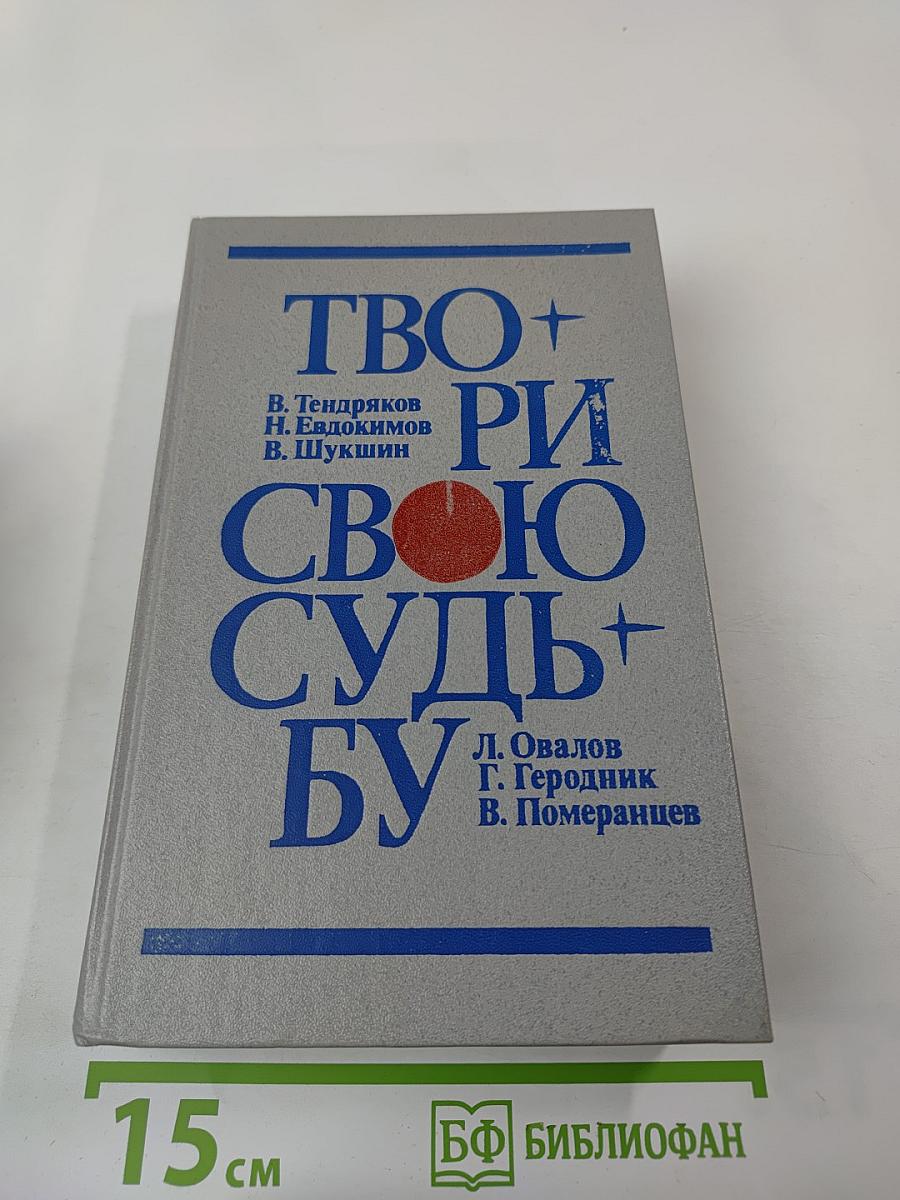 ТВО
РИ
В. Тендряков
Н. Евдокимов
В. Шукшин
СВОЮ
СУДЬ
БУ
Л. Овалов
Г. Геродник
В. Померанцев
15 см
БФ БИБЛИОФАН